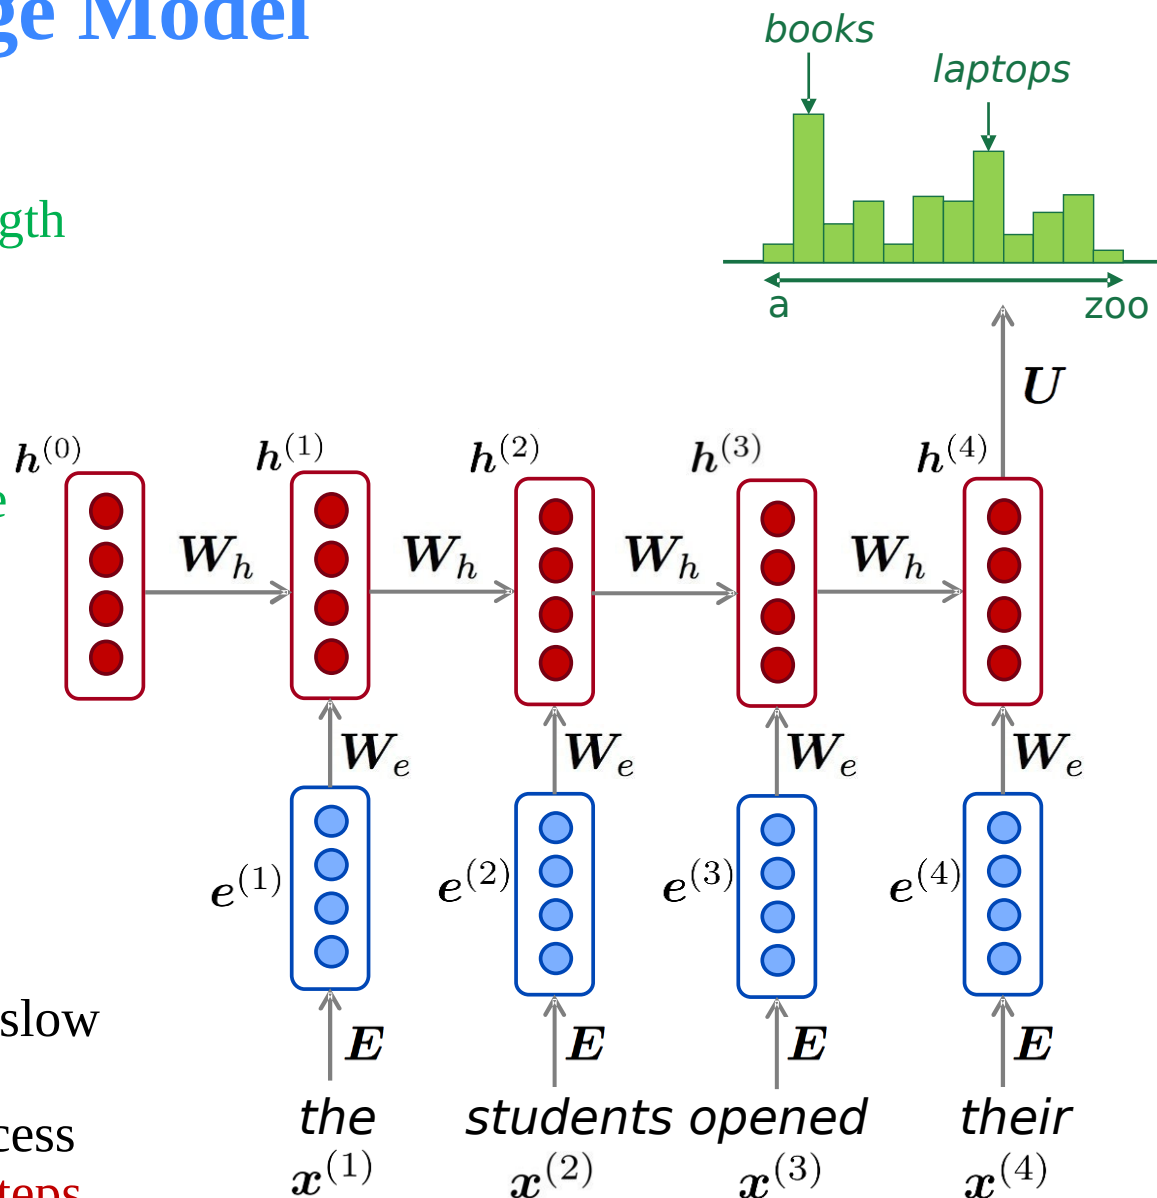 ge Model
books
laptops
gth
a zoo
U
h(0) h(1) h(2) h(3) h(4)
e
Wh Wh Wh Wh
We We We We
e(1) e(2) e(3) e(4)
slow
E E E E
the students opened their
cess
x(1) x(2) x(3) x(4)
teps